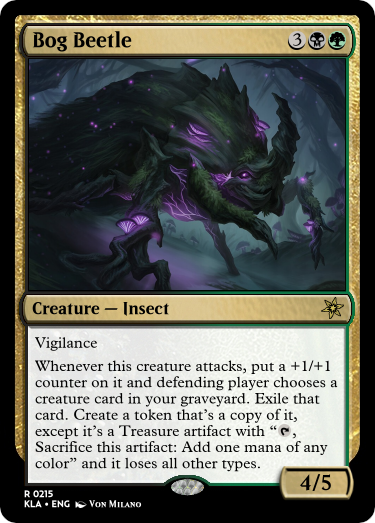 Bog Beetle 3
Creature — Insect
Vigilance
Whenever this creature attacks, put a +1/+1
counter on it and defending player chooses a
creature card in your graveyard. Exile that
card. Create a token that's a copy of it,
except it's a Treasure artifact with “ ,
Sacrifice this artifact: Add one mana of any
color” and it loses all other types.
4/5
R 0215
KLA • ENG Von Milano